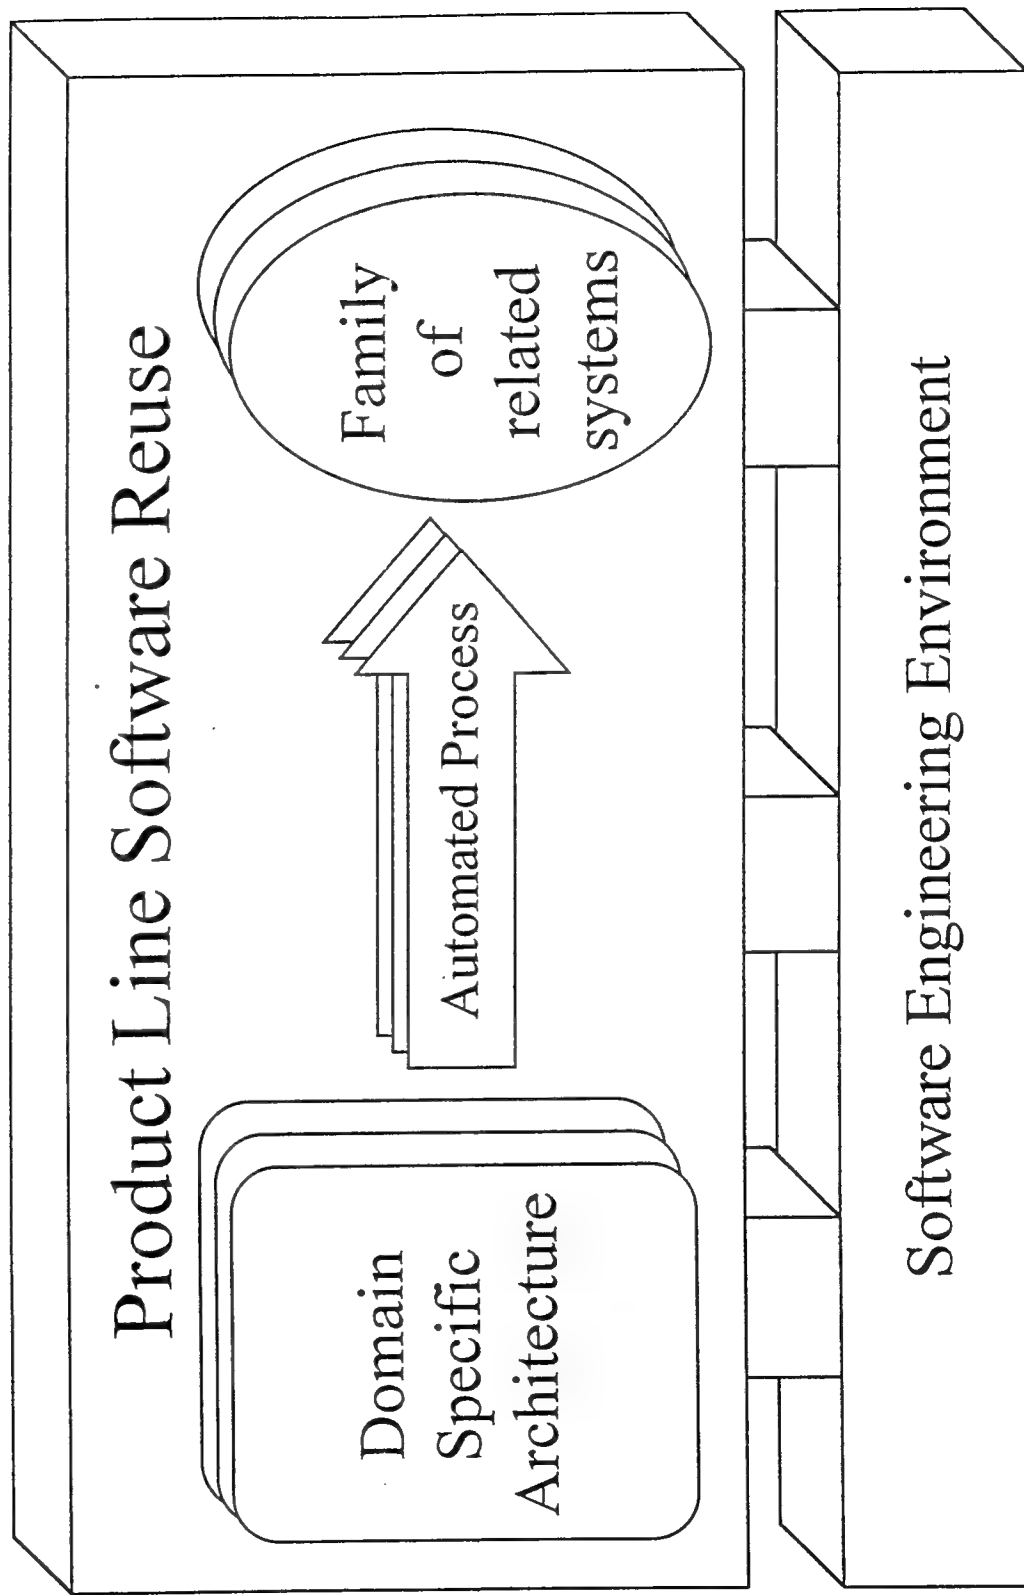 Product Line Software Reuse
Domain
Specific
Architecture
Automated Process
Family
of
related
systems
Software Engineering Environment